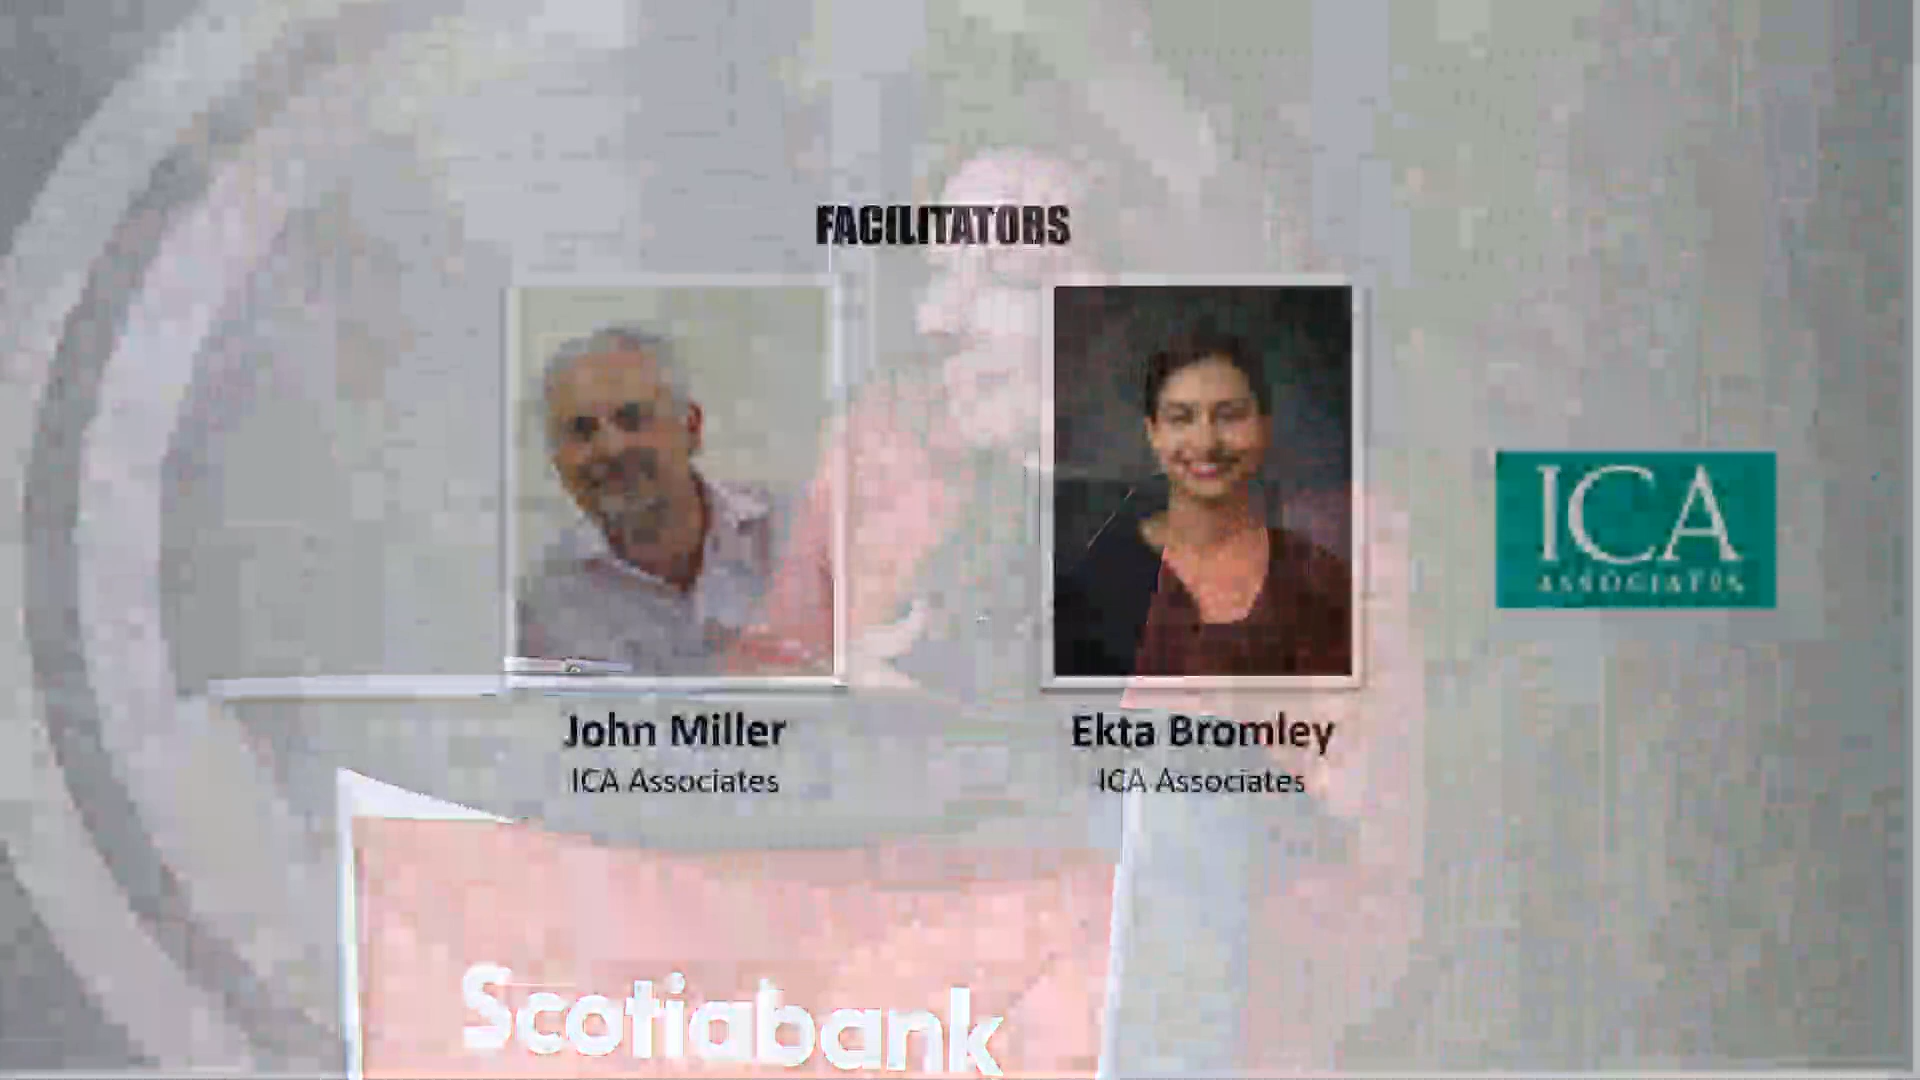 FACILITATORS
John Miller
ICA Associates
Ekta Bromley
ICA Associates
ICA
ASSOCIATES
Scotiabank